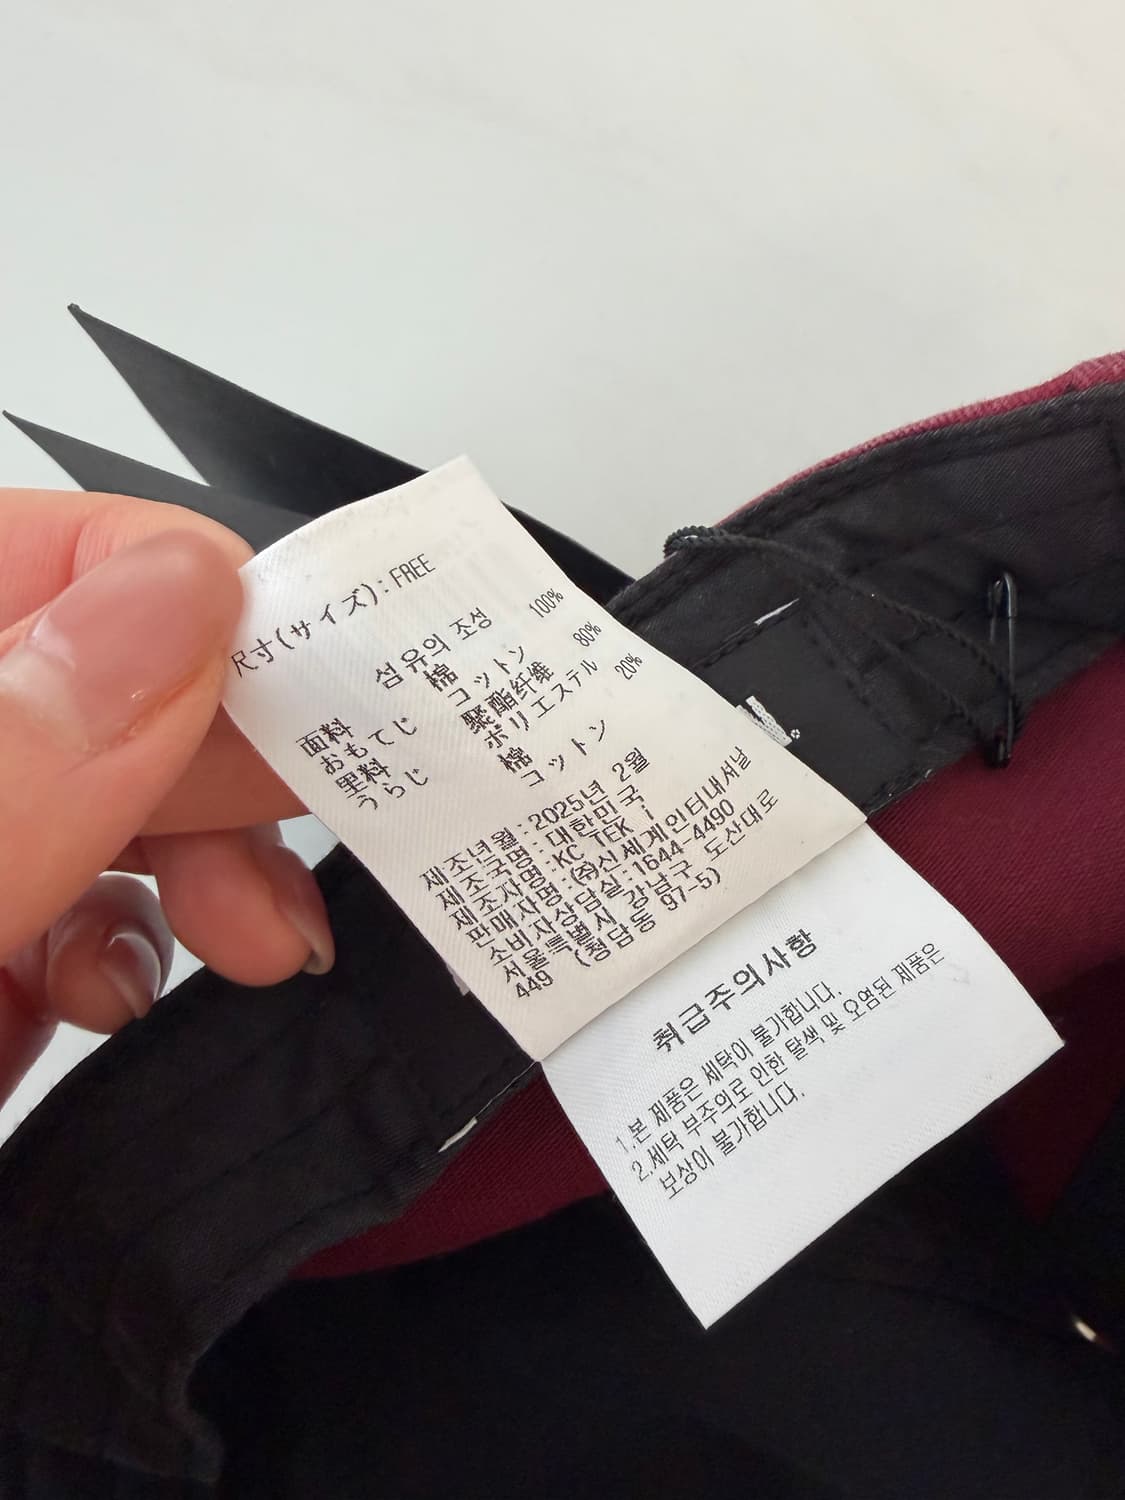 尺寸(サイズ): FREE
섬유의 조성
面料 棉 100%
おもてじ コットン
里料 聚酯纤维 80%
うらじ ポリエステル 20%
棉
コットン
제조년월:2025년 2월
제조국명:대한민국
제조자명:KC TEK i
판매자명:(주)신세계인터내셔날
소비자상담실:1644-4490
서울특별시 강남구 도산대로
449 (청담동 97-5)
취급주의사항
1.본 제품은 세탁이 불가합니다.
2.세탁 부주의로 인한 탈색 및 오염된 제품은
보상이 불가합니다.